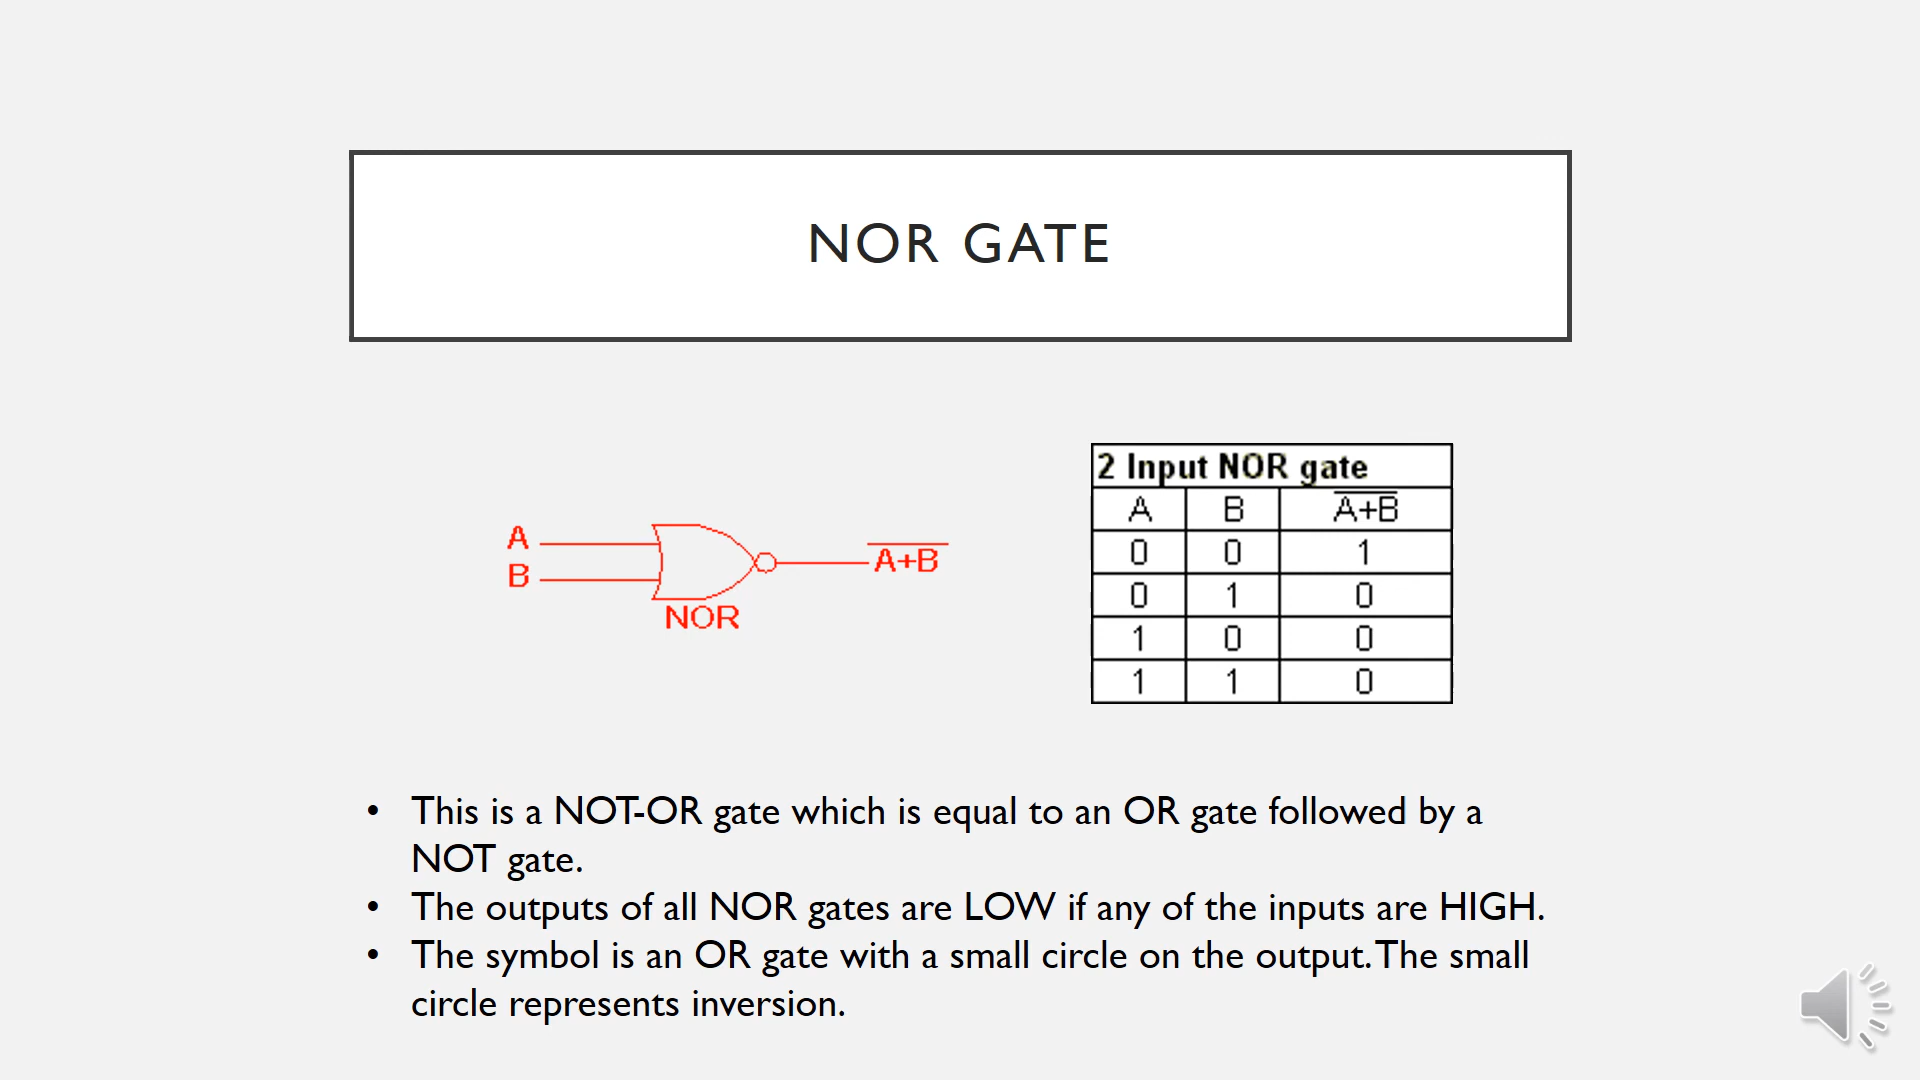 NOR GATE
A
B
NOR
A̅+̅B̅
2 Input NOR gate
A B A̅+̅B̅
0 0 1
0 1 0
1 0 0
1 1 0
• This is a NOT-OR gate which is equal to an OR gate followed by a
NOT gate.
• The outputs of all NOR gates are LOW if any of the inputs are HIGH.
• The symbol is an OR gate with a small circle on the output. The small
circle represents inversion.